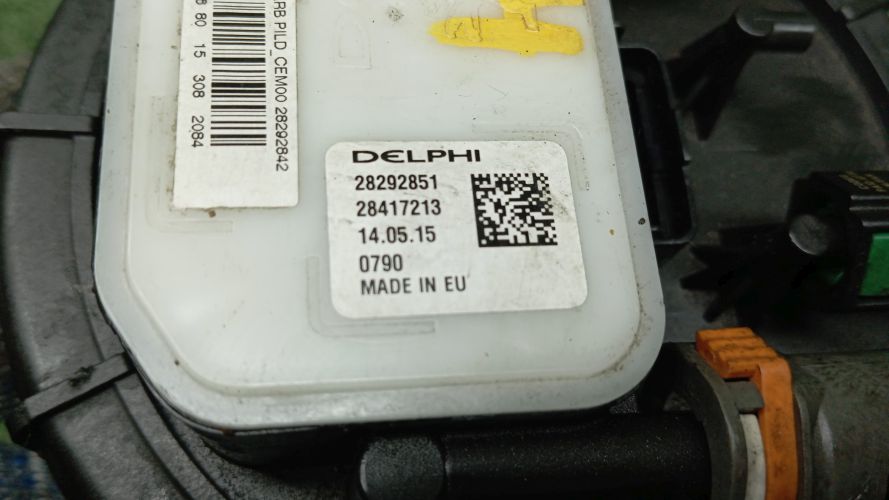 RB PILD_CEM00 28292842
8 80 15 308 2084
DELPHI
28292851
28417213
14.05.15
0790
MADE IN EU